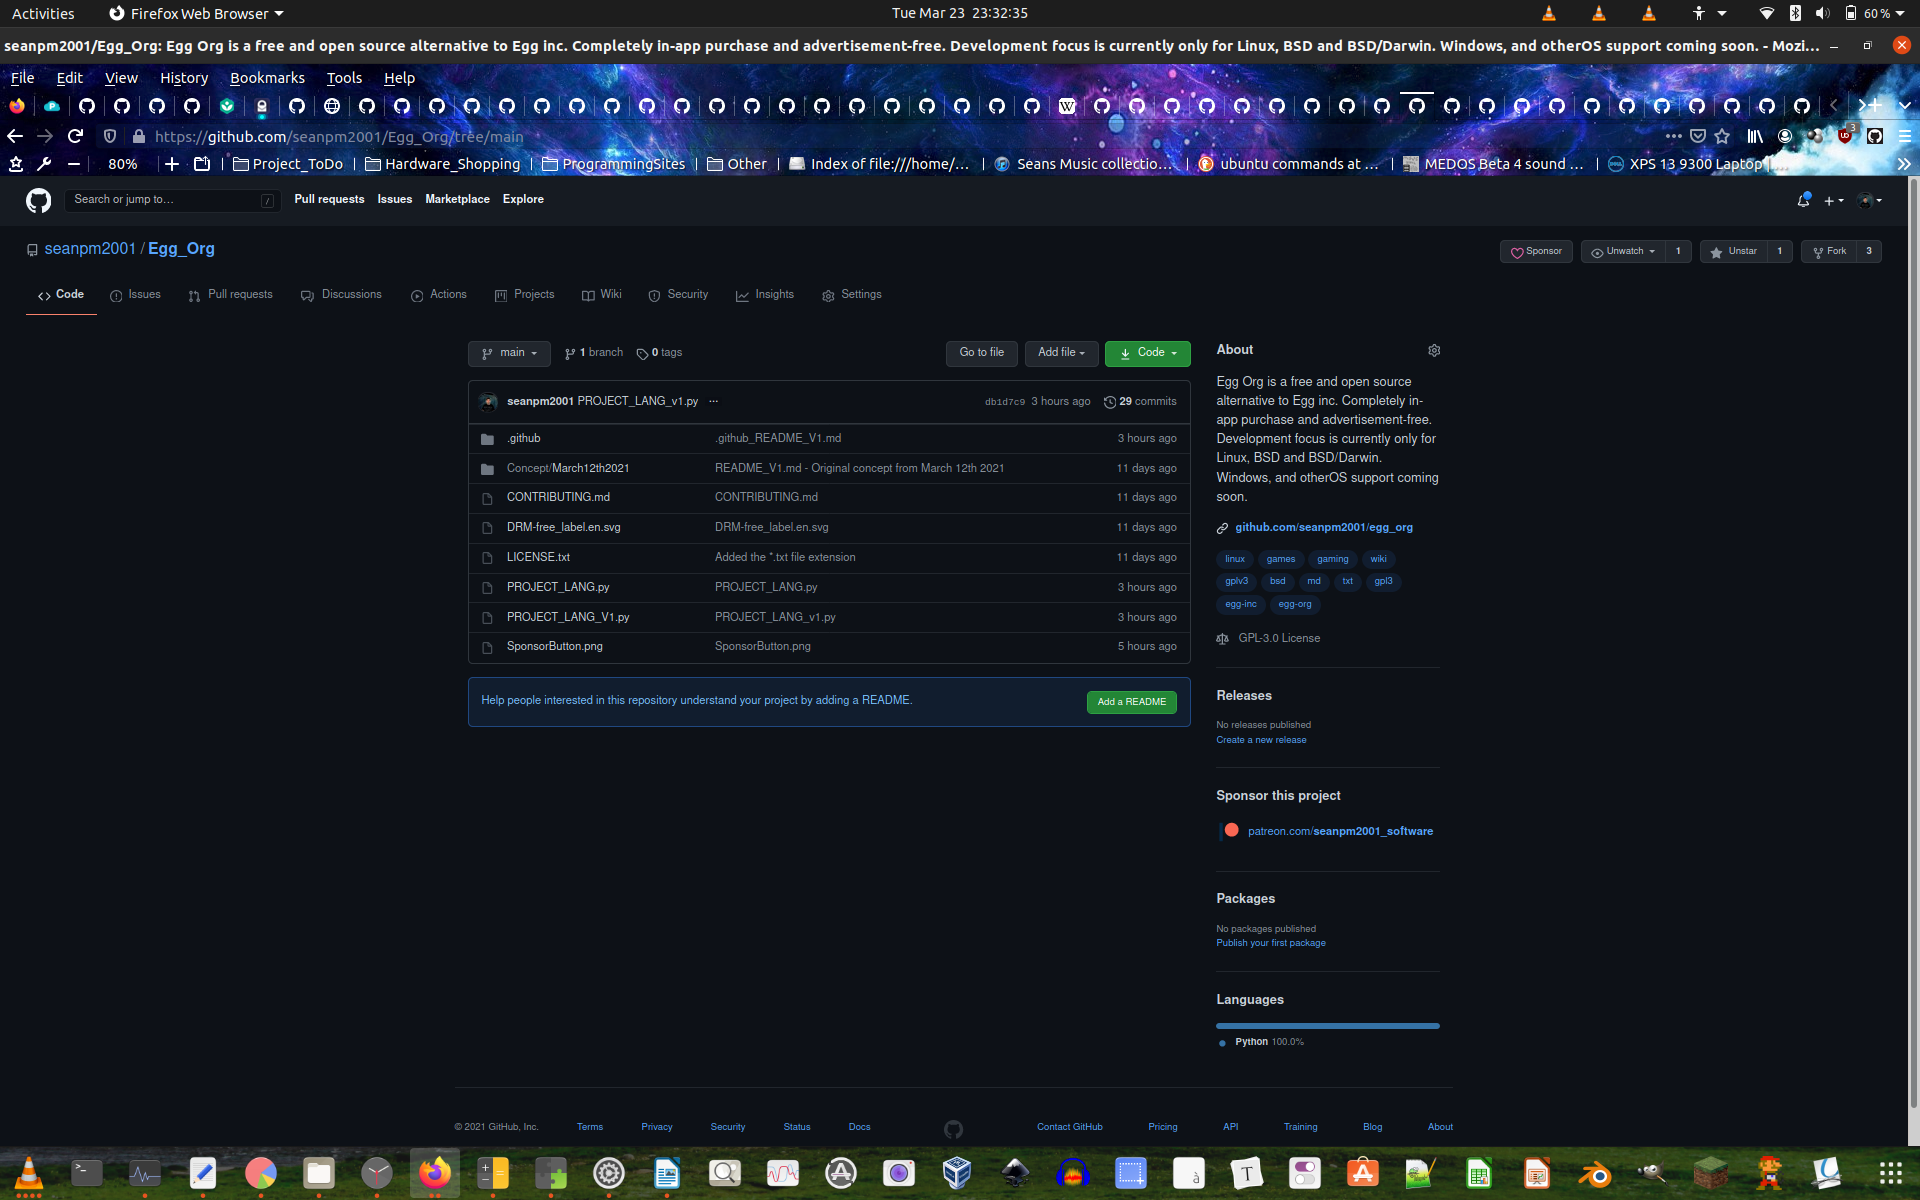 Activities Firefox Web Browser Tue Mar 23 23:32:35 60 %
seanpm2001/Egg_Org: Egg Org is a free and open source alternative to Egg inc. Completely in-app purchase and advertisement-free. Development focus is currently only for Linux, BSD and BSD/Darwin. Windows, and otherOS support coming soon. - Mozi…
File Edit View History Bookmarks Tools Help
https://github.com/seanpm2001/Egg_Org/tree/main 3
80% Project_ToDo Hardware_Shopping ProgrammingSites Other Index of file:///home/… Seans Music collectio… ubuntu commands at … MEDOS Beta 4 sound … XPS 13 9300 Laptop
Search or jump to… / Pull requests Issues Marketplace Explore
seanpm2001 / Egg_Org Sponsor Unwatch 1 Unstar 1 Fork 3
Code Issues Pull requests Discussions Actions Projects Wiki Security Insights Settings
main 1 branch 0 tags Go to file Add file Code
seanpm2001 PROJECT_LANG_v1.py … db1d7c9 3 hours ago 29 commits
.github .github_README_V1.md 3 hours ago
Concept/March12th2021 README_V1.md - Original concept from March 12th 2021 11 days ago
CONTRIBUTING.md CONTRIBUTING.md 11 days ago
DRM-free_label.en.svg DRM-free_label.en.svg 11 days ago
LICENSE.txt Added the *.txt file extension 11 days ago
PROJECT_LANG.py PROJECT_LANG.py 3 hours ago
PROJECT_LANG_V1.py PROJECT_LANG_v1.py 3 hours ago
SponsorButton.png SponsorButton.png 5 hours ago
Help people interested in this repository understand your project by adding a README. Add a README
About
Egg Org is a free and open source
alternative to Egg inc. Completely in-
app purchase and advertisement-free.
Development focus is currently only for
Linux, BSD and BSD/Darwin.
Windows, and otherOS support coming
soon.
github.com/seanpm2001/egg_org
linux games gaming wiki
gplv3 bsd md txt gpl3
egg-inc egg-org
GPL-3.0 License
Releases
No releases published
Create a new release
Sponsor this project
patreon.com/seanpm2001_software
Packages
No packages published
Publish your first package
Languages
Python 100.0%
© 2021 GitHub, Inc. Terms Privacy Security Status Docs Contact GitHub Pricing API Training Blog About